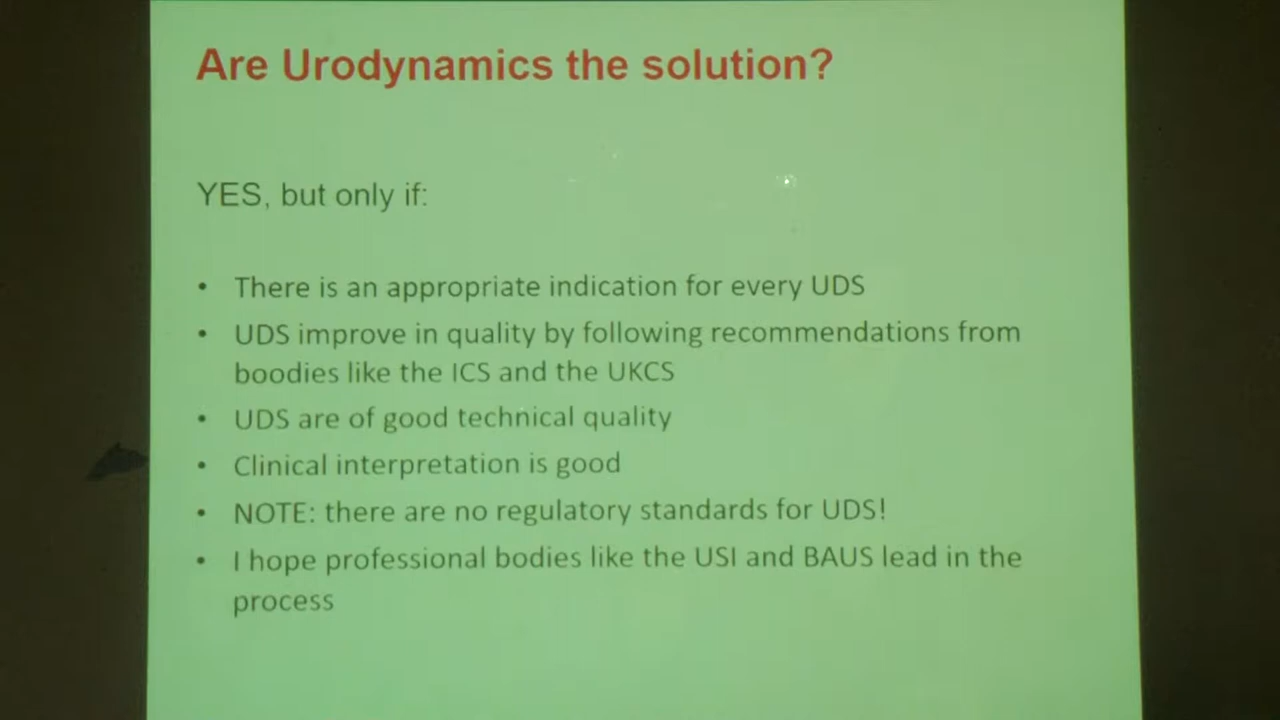 Are Urodynamics the solution?
YES, but only if:
• There is an appropriate indication for every UDS
• UDS improve in quality by following recommendations from
boodies like the ICS and the UKCS
• UDS are of good technical quality
• Clinical interpretation is good
• NOTE: there are no regulatory standards for UDS!
• I hope professional bodies like the USI and BAUS lead in the
process